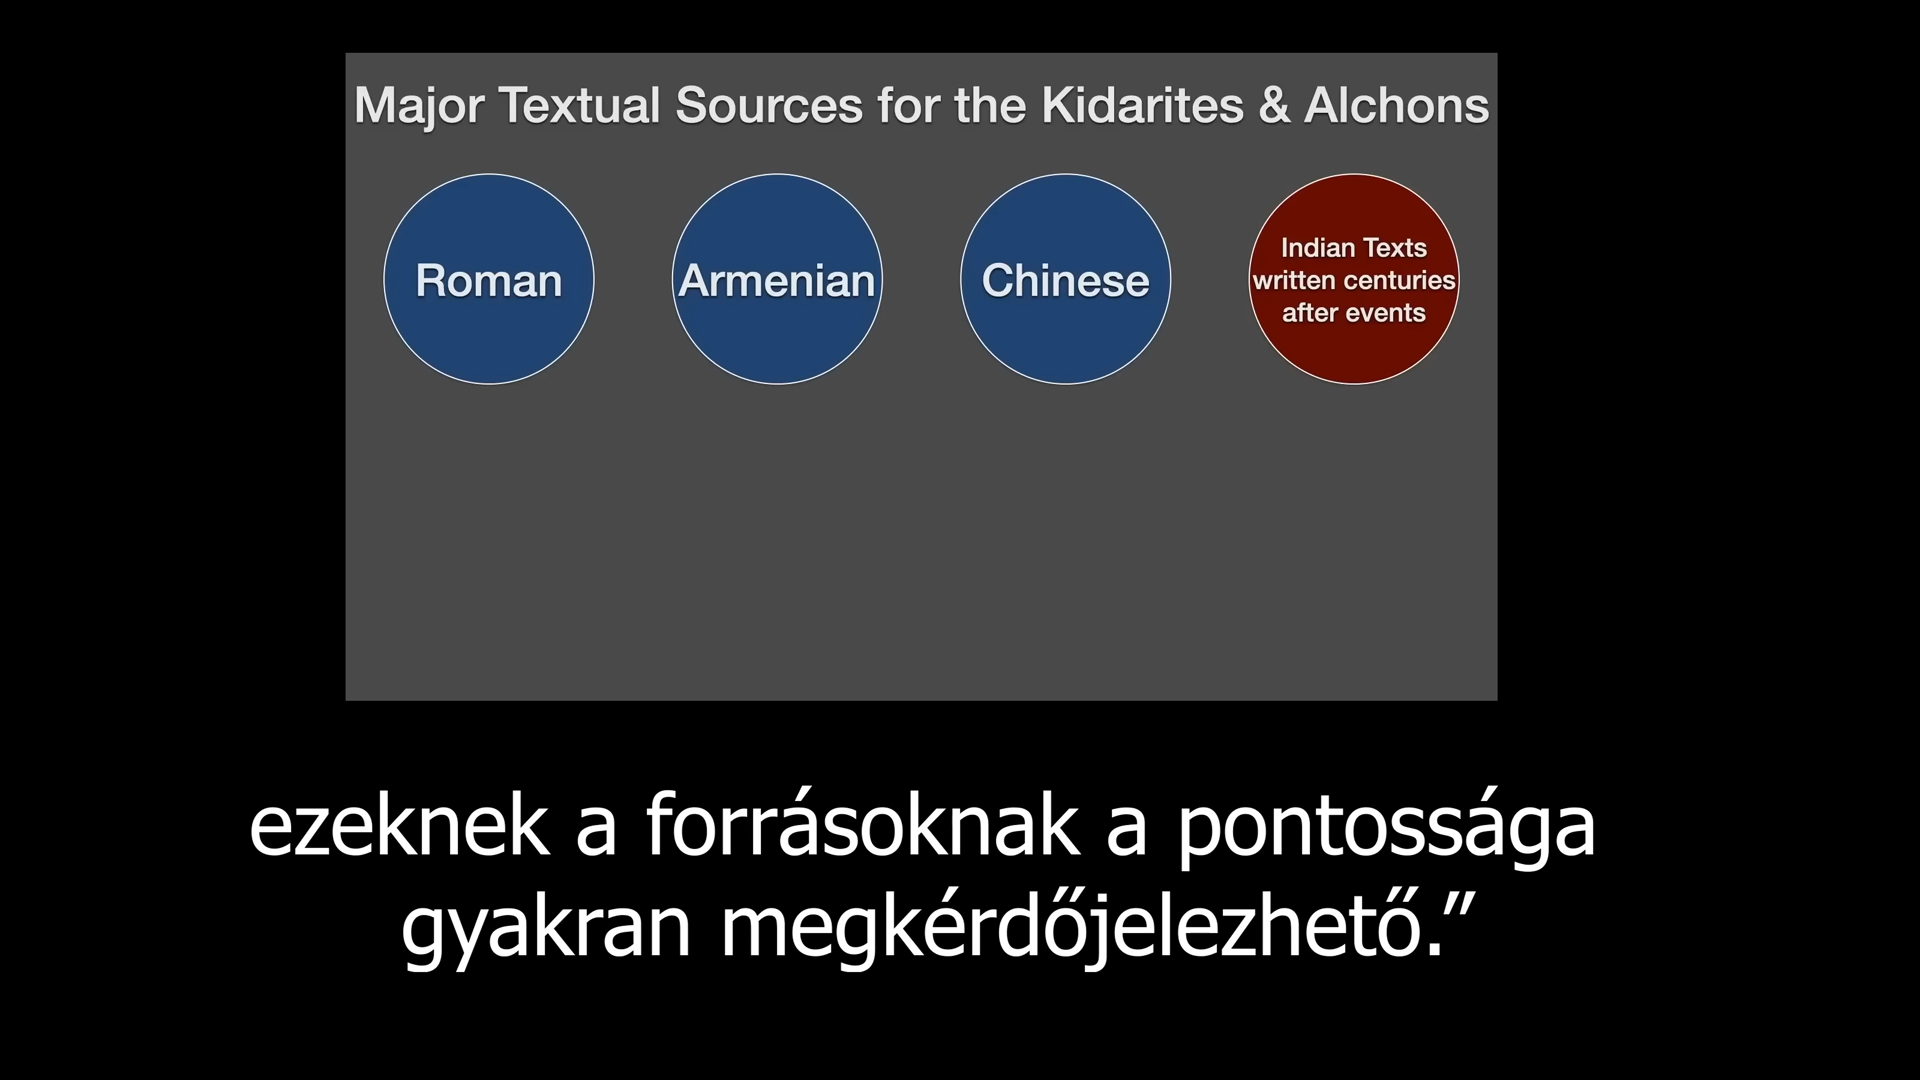 Major Textual Sources for the Kidarites & Alchons
Roman
Armenian
Chinese
Indian Texts
written centuries
after events
ezeknek a forrásoknak a pontossága
gyakran megkérdőjelezhető.”